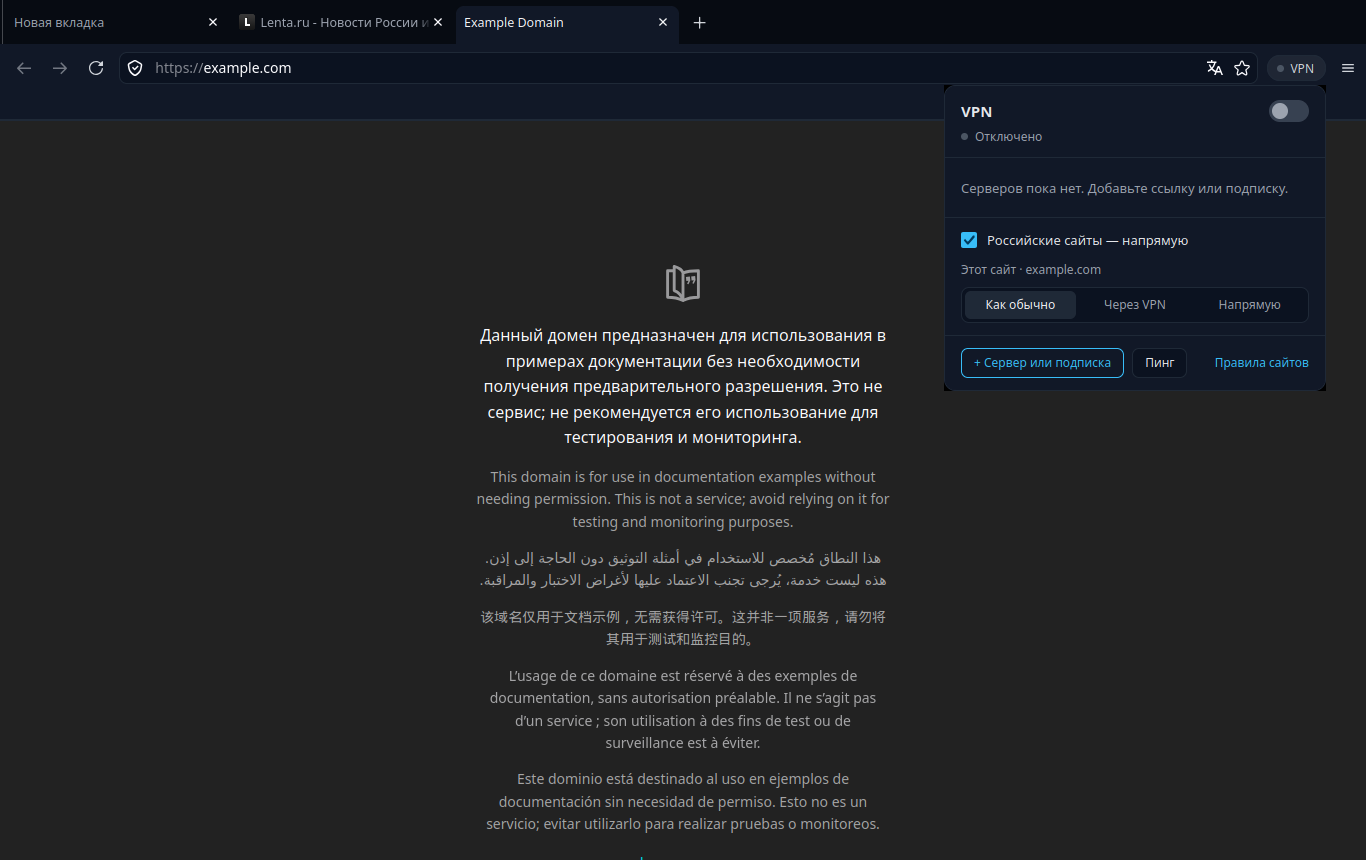 Новая вкладка
L Lenta.ru - Новости России и
Example Domain
https://example.com
VPN
VPN
Отключено
Серверов пока нет. Добавьте ссылку или подписку.
Российские сайты — напрямую
Этот сайт · example.com
Как обычно Через VPN Напрямую
+ Сервер или подписка Пинг Правила сайтов
Данный домен предназначен для использования в
примерах документации без необходимости
получения предварительного разрешения. Это не
сервис; не рекомендуется его использование для
тестирования и мониторинга.
This domain is for use in documentation examples without
needing permission. This is not a service; avoid relying on it for
testing and monitoring purposes.
هذا النطاق مُخصص للاستخدام في أمثلة التوثيق دون الحاجة إلى إذن.
هذه ليست خدمة، يُرجى تجنب الاعتماد عليها لأغراض الاختبار والمراقبة.
该域名仅用于文档示例，无需获得许可。这并非一项服务，请勿将
其用于测试和监控目的。
L’usage de ce domaine est réservé à des exemples de
documentation, sans autorisation préalable. Il ne s’agit pas
d’un service ; son utilisation à des fins de test ou de
surveillance est à éviter.
Este dominio está destinado al uso en ejemplos de
documentación sin necesidad de permiso. Esto no es un
servicio; evitar utilizarlo para realizar pruebas o monitoreos.